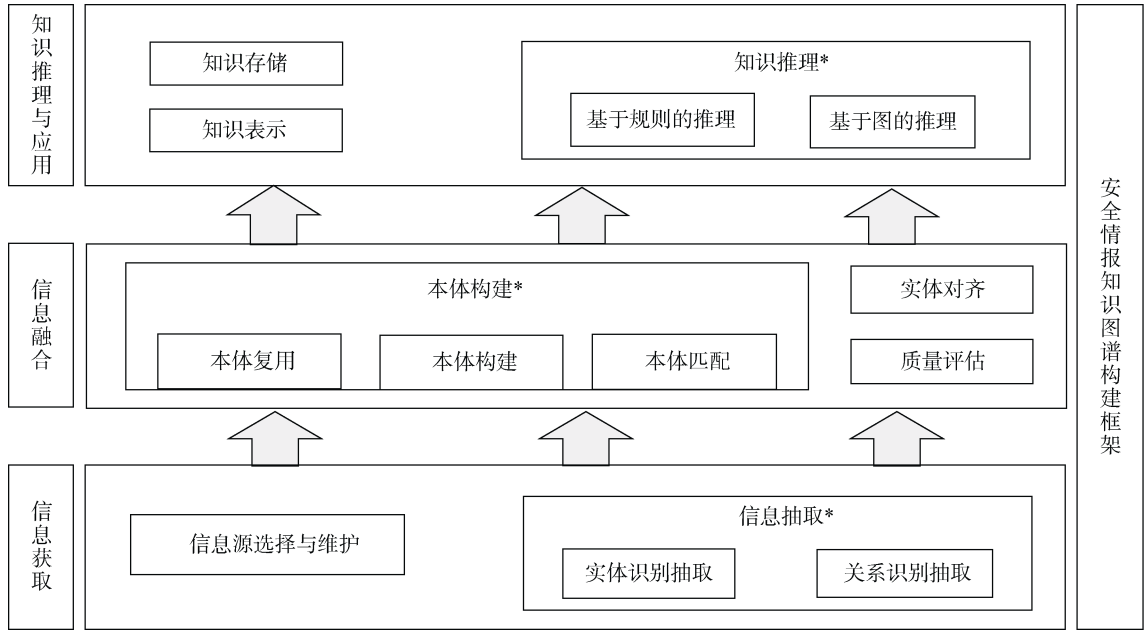 知识推理与应用
知识存储
知识表示
知识推理*
基于规则的推理
基于图的推理
信息融合
本体构建*
本体复用
本体构建
本体匹配
实体对齐
质量评估
信息获取
信息源选择与维护
信息抽取*
实体识别抽取
关系识别抽取
安全情报知识图谱构建框架